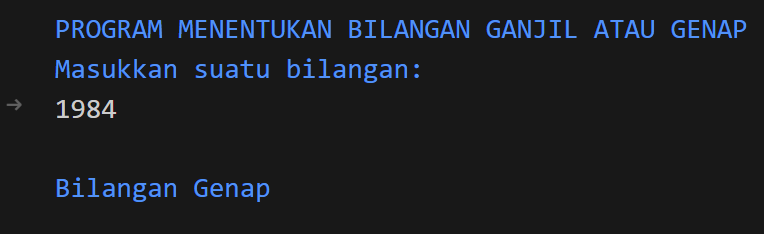 PROGRAM MENENTUKAN BILANGAN GANJIL ATAU GENAP
Masukkan suatu bilangan:
→ 1984
Bilangan Genap